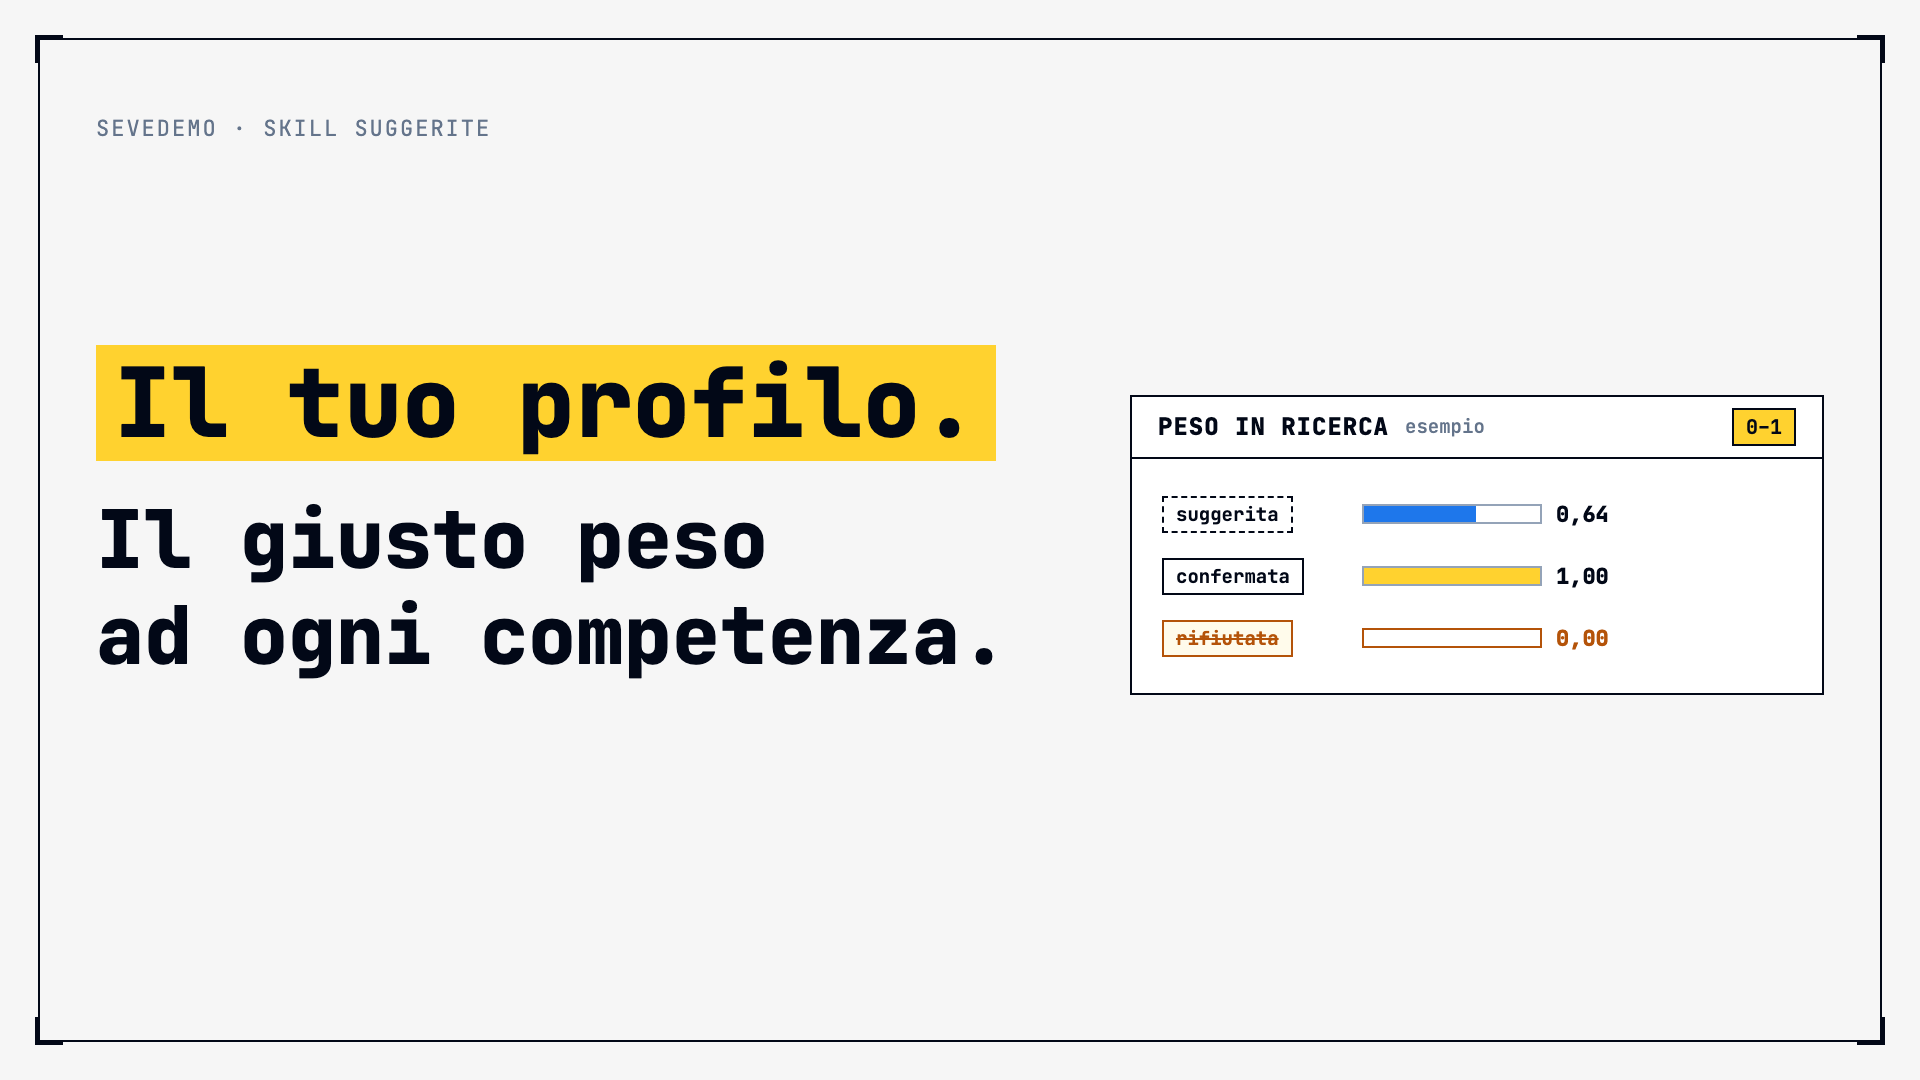 SEVEDEMO · SKILL SUGGERITE
Il tuo profilo.
Il giusto peso
ad ogni competenza.
PESO IN RICERCA esempio 0–1
suggerita 0,64
confermata 1,00
rifiutata 0,00